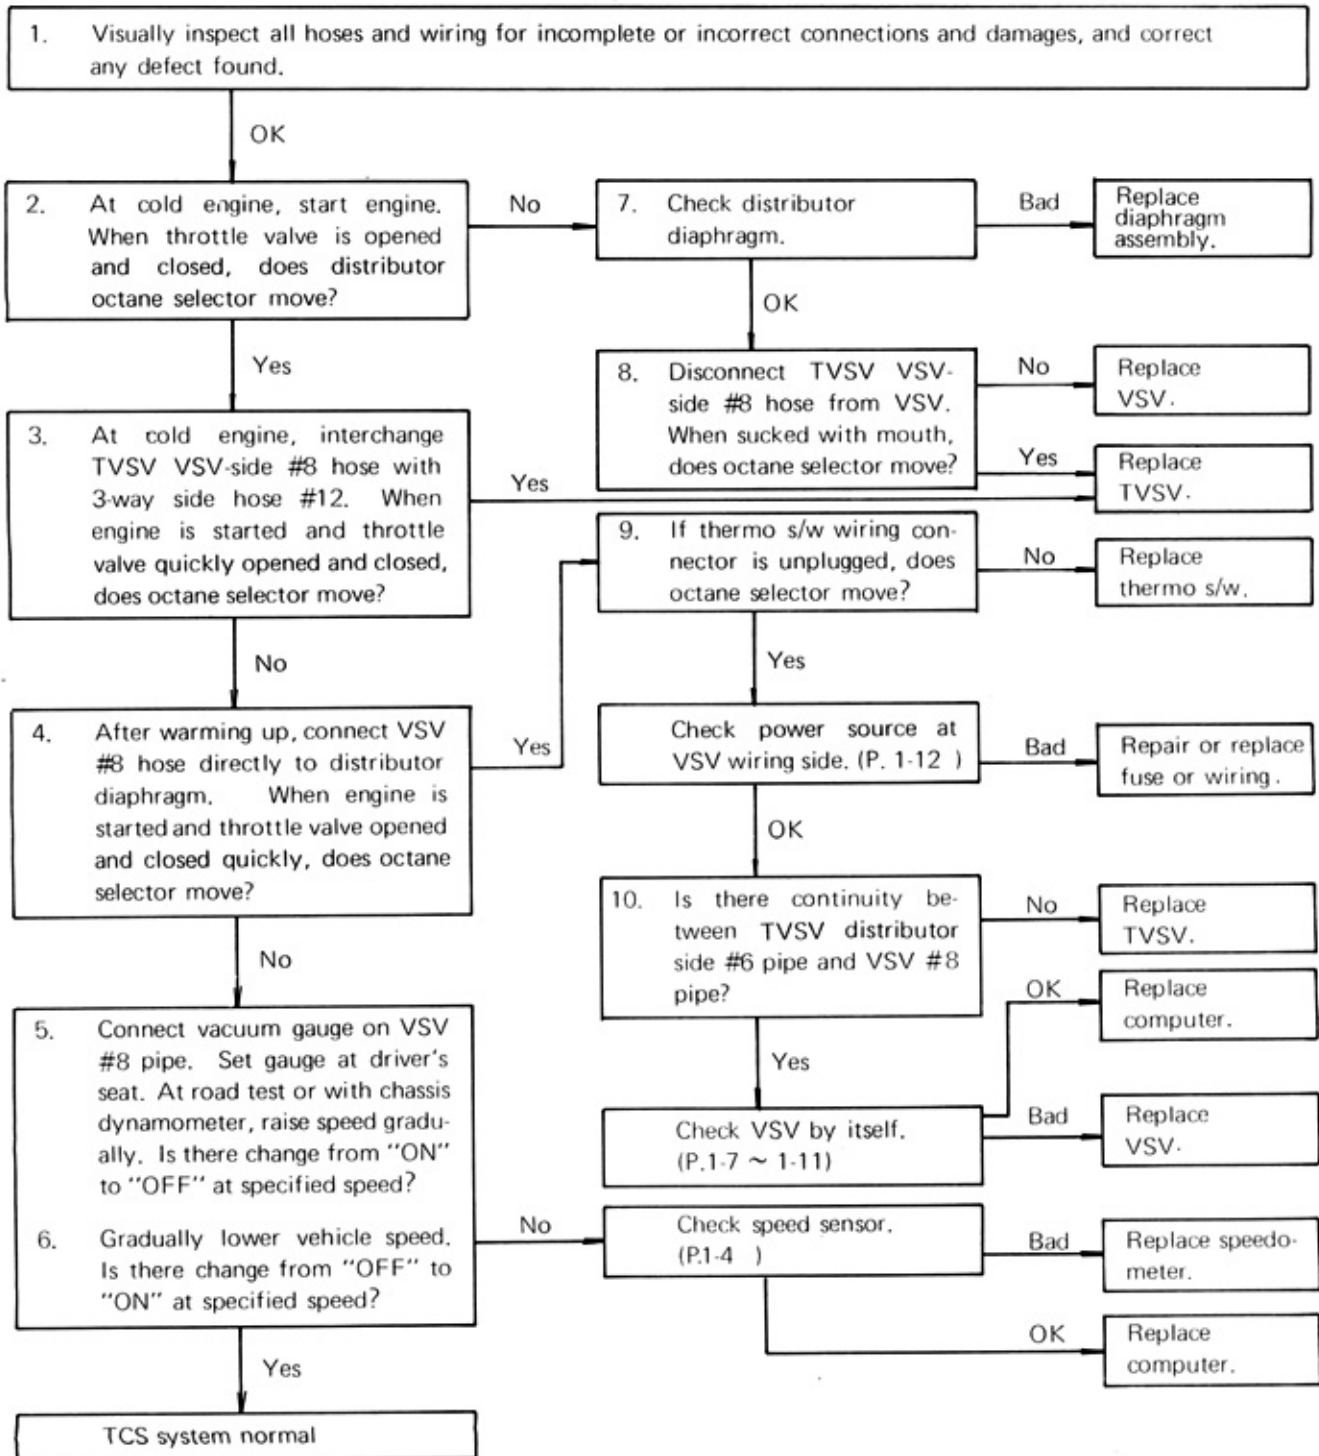 1. Visually inspect all hoses and wiring for incomplete or incorrect connections and damages, and correct
any defect found.
OK
2. At cold engine, start engine.
When throttle valve is opened
and closed, does distributor
octane selector move?
No
7. Check distributor
diaphragm.
Bad
Replace
diaphragm
assembly.
Yes
OK
8. Disconnect TVSV VSV-
side #8 hose from VSV.
When sucked with mouth,
does octane selector move?
No
Replace
VSV.
Yes
Replace
TVSV.
3. At cold engine, interchange
TVSV VSV-side #8 hose with
3-way side hose #12. When
engine is started and throttle
valve quickly opened and closed,
does octane selector move?
Yes
9. If thermo s/w wiring con-
nector is unplugged, does
octane selector move?
No
Replace
thermo s/w.
No
Yes
4. After warming up, connect VSV
#8 hose directly to distributor
diaphragm. When engine is
started and throttle valve opened
and closed quickly, does octane
selector move?
Yes
Check power source at
VSV wiring side. (P. 1-12 )
Bad
Repair or replace
fuse or wiring.
OK
No
10. Is there continuity be-
tween TVSV distributor
side #6 pipe and VSV #8
pipe?
No
Replace
TVSV.
OK
Replace
computer.
Yes
5. Connect vacuum gauge on VSV
#8 pipe. Set gauge at driver's
seat. At road test or with chassis
dynamometer, raise speed gradu-
ally. Is there change from "ON"
to "OFF" at specified speed?
6. Gradually lower vehicle speed.
Is there change from "OFF" to
"ON" at specified speed?
Check VSV by itself.
(P.1-7 ~ 1-11)
Bad
Replace
VSV.
No
Check speed sensor.
(P.1-4 )
Bad
Replace speedo-
meter.
OK
Replace
computer.
Yes
TCS system normal